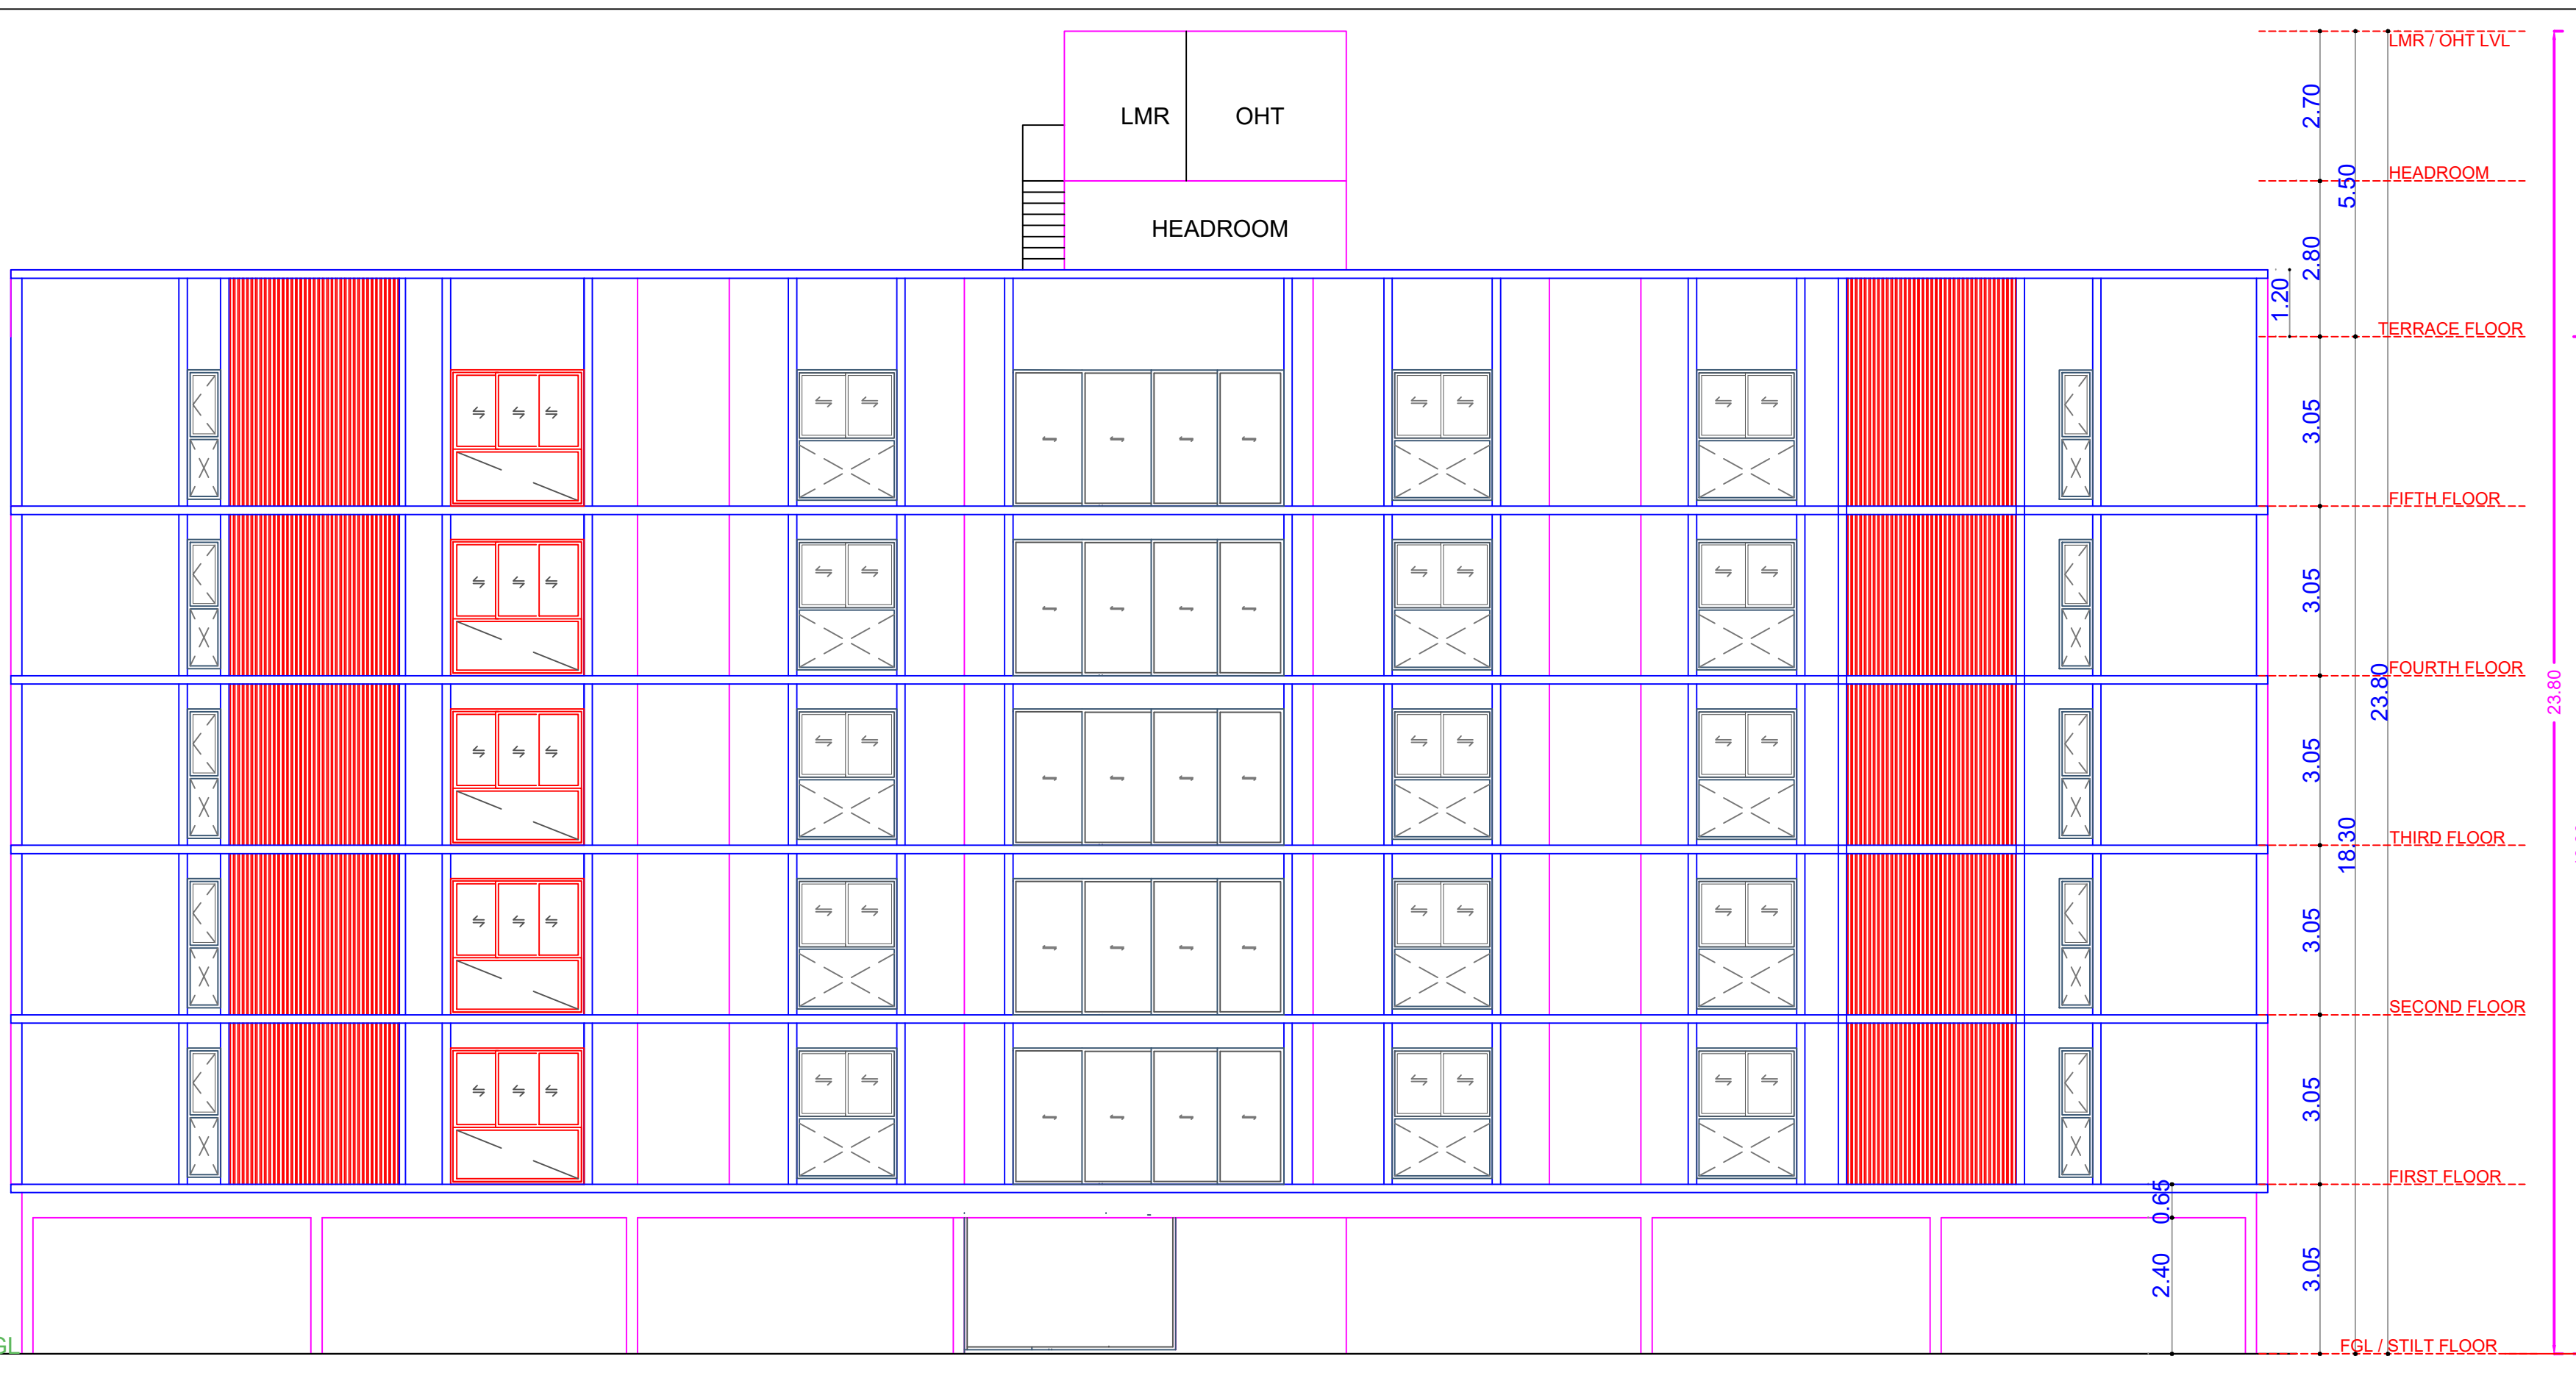 LMR / OHT LVL
LMR
OHT
2.70
HEADROOM
5.50
HEADROOM
2.80
1.20
TERRACE FLOOR
3.05
FIFTH FLOOR
3.05
FOURTH FLOOR
23.80
23.80
3.05
THIRD FLOOR
18.30
3.05
SECOND FLOOR
3.05
FIRST FLOOR
0.65
2.40
3.05
FGL / STILT FLOOR